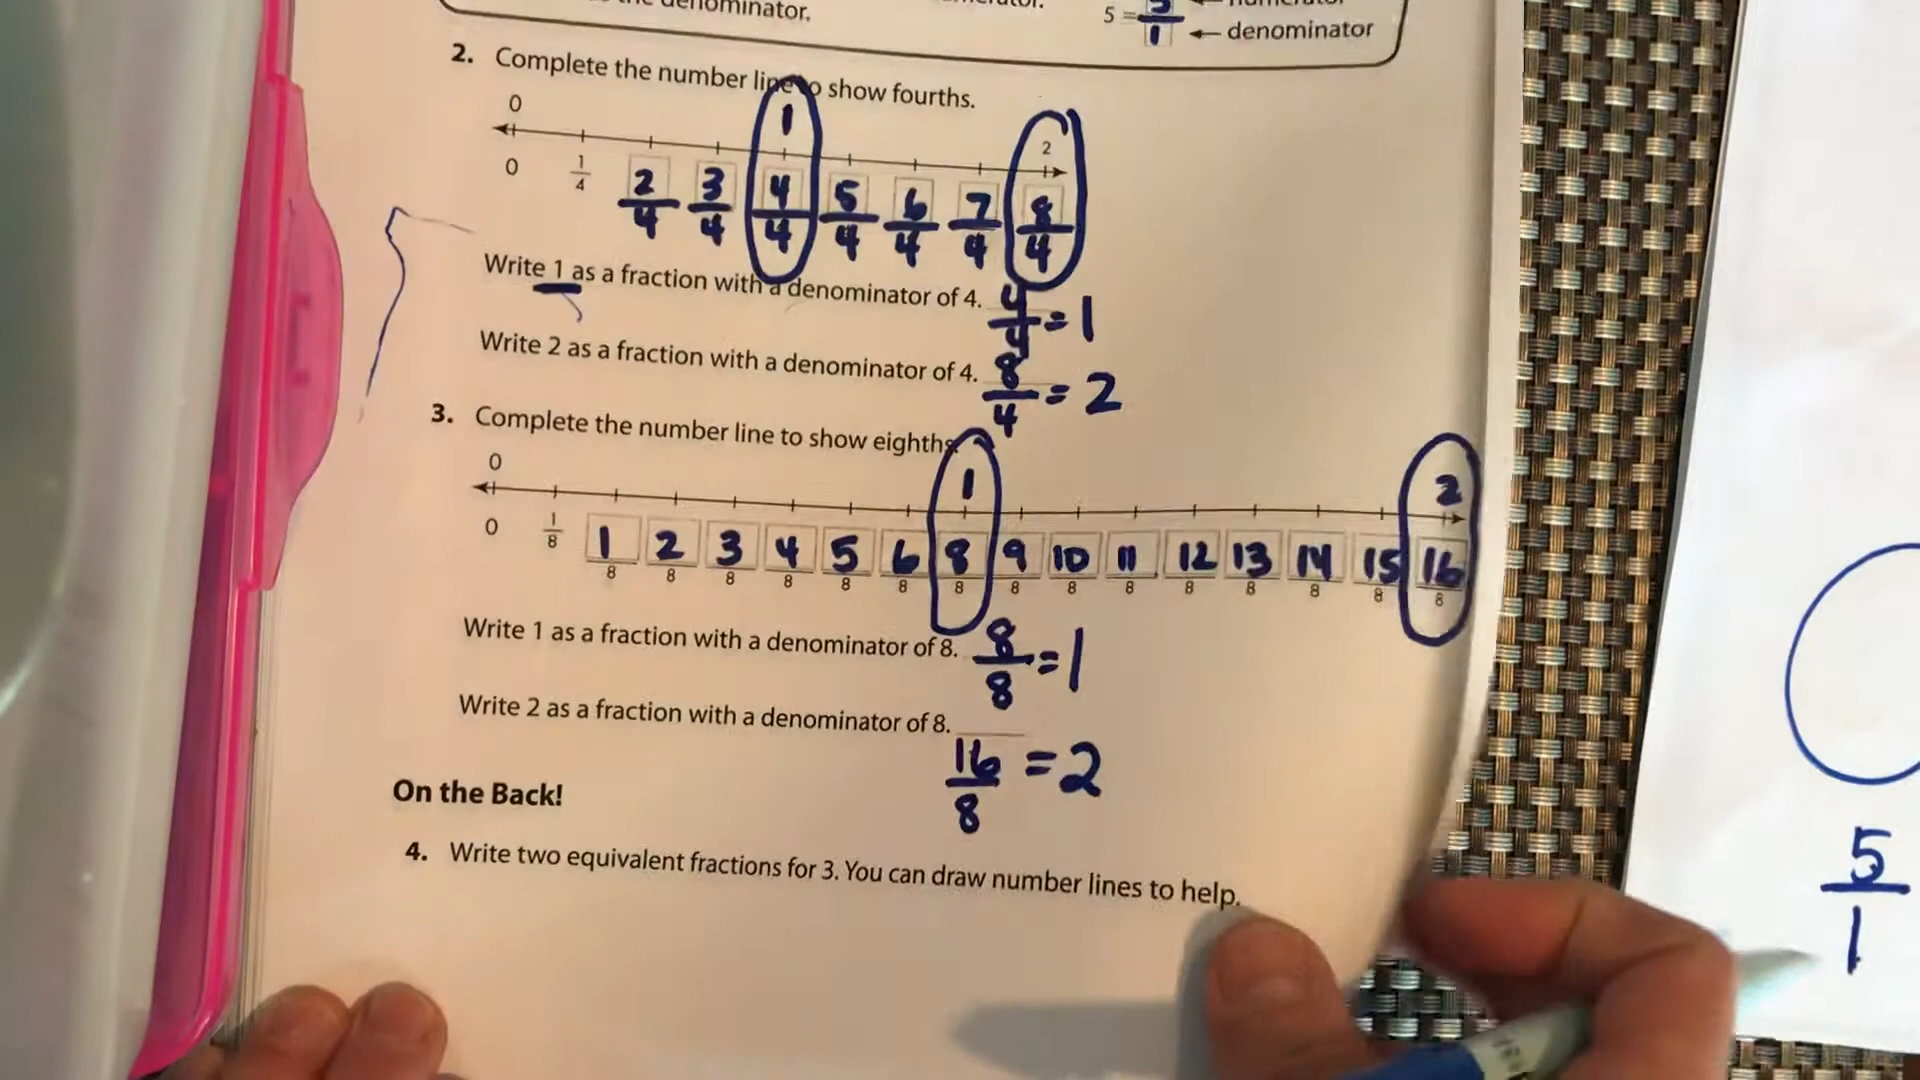 the denominator.
5 = 5/1 ← numerator
← denominator
2. Complete the number line to show fourths.
0 1 2
0 1/4 2/4 3/4 4/4 5/4 6/4 7/4 8/4
Write 1 as a fraction with a denominator of 4. 4/4 = 1
Write 2 as a fraction with a denominator of 4. 8/4 = 2
3. Complete the number line to show eighths.
0 1 2
0 1/8 1/8 2/8 3/8 4/8 5/8 6/8 8/8 9/8 10/8 11/8 12/8 13/8 14/8 15/8 16/8
Write 1 as a fraction with a denominator of 8. 8/8 = 1
Write 2 as a fraction with a denominator of 8.
16/8 = 2
On the Back!
4. Write two equivalent fractions for 3. You can draw number lines to help.
5/1